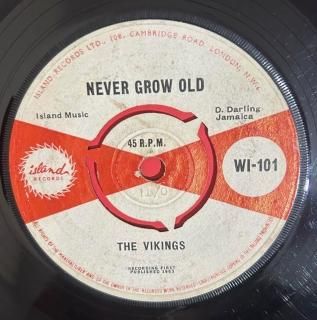 ISLAND RECORDS LTD., 108, CAMBRIDGE ROAD, LONDON, N.W.6
NEVER GROW OLD
Island Music
D. Darling
Jamaica
45 R.P.M.
island
RECORDS
WI-101
THE VIKINGS
RECORDING FIRST
PUBLISHED 1963